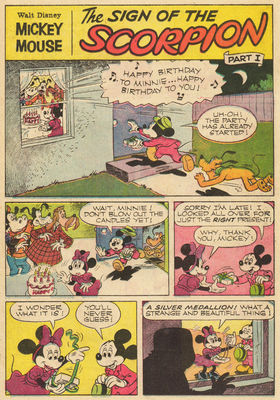 Walt Disney
MICKEY
MOUSE
The SIGN OF THE
SCORPION
PART I
HAPPY BIRTHDAY
TO MINNIE...HAPPY
BIRTHDAY TO YOU!
UH-OH!
THE PARTY
HAS ALREADY
STARTED!
WAIT, MINNIE!
DON'T BLOW OUT THE
CANDLES YET!
SORRY I'M LATE! I
LOOKED ALL OVER FOR
JUST THE RIGHT PRESENT!
WHY, THANK
YOU, MICKEY!
I WONDER
WHAT IT IS!
YOU'LL
NEVER
GUESS!
A SILVER MEDALLION! WHAT A
STRANGE AND BEAUTIFUL THING!